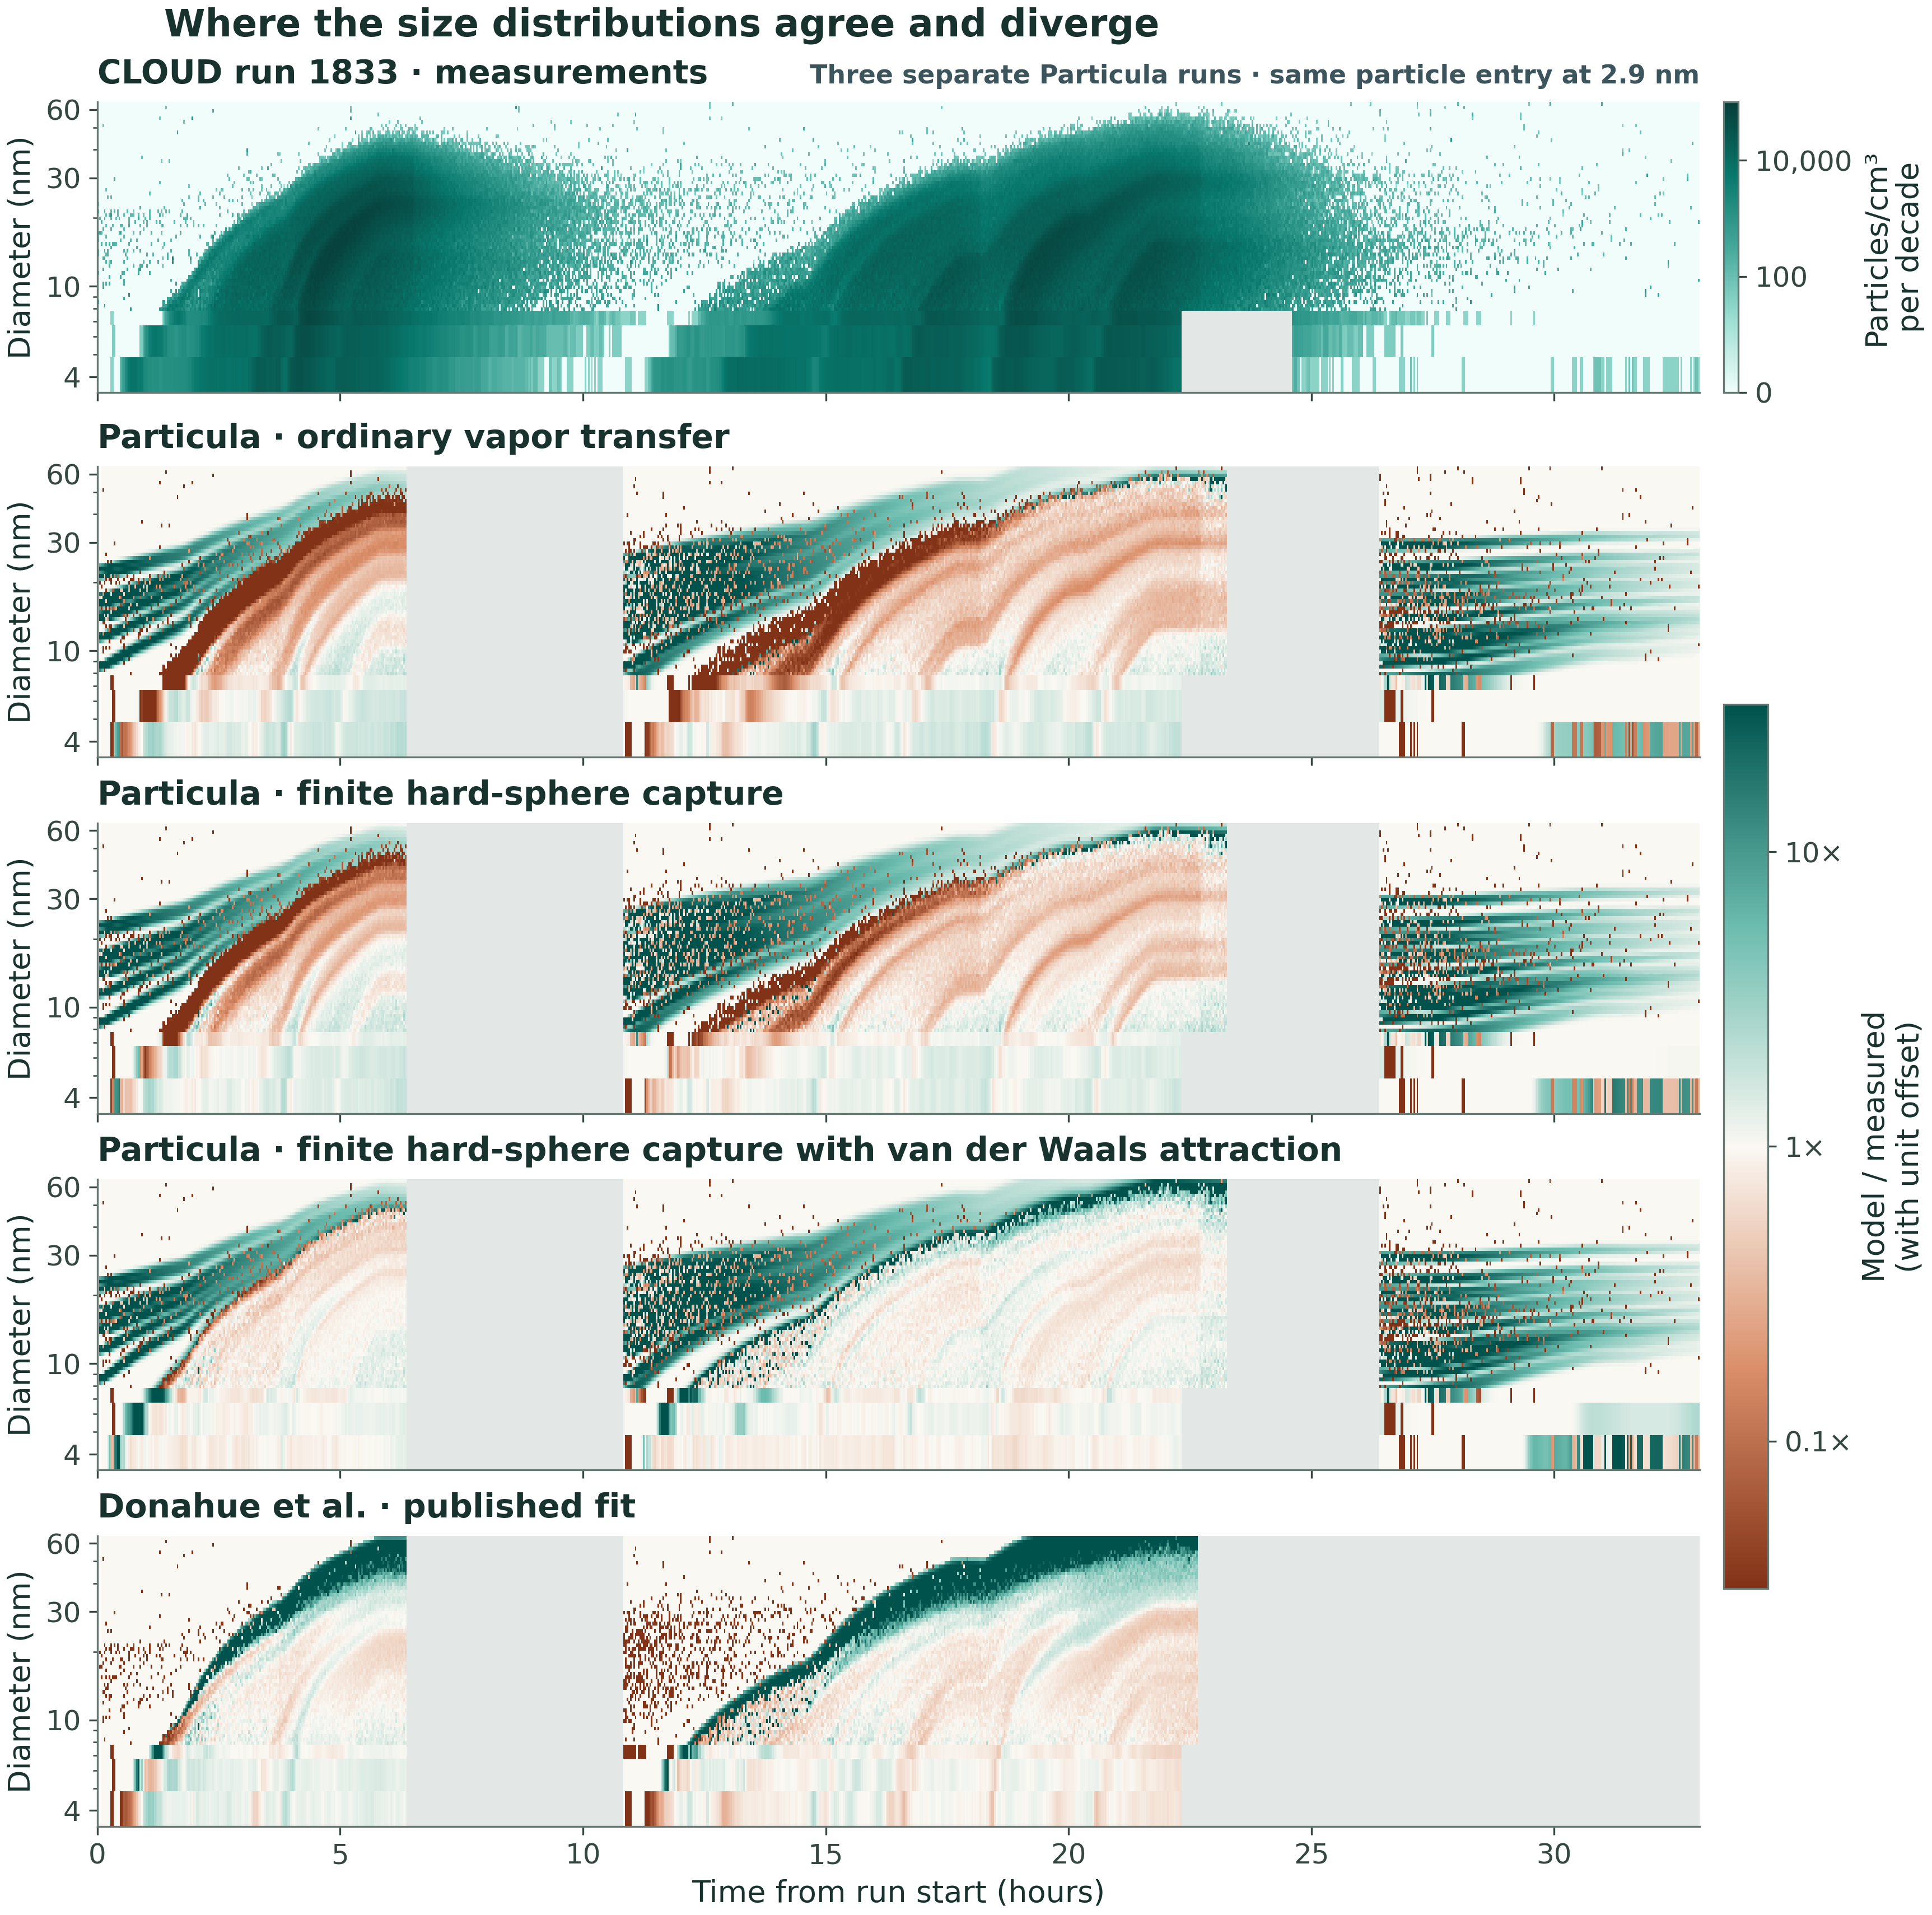 Where the size distributions agree and diverge
CLOUD run 1833 · measurements
Three separate Particula runs · same particle entry at 2.9 nm
60
30
10
4
Diameter (nm)
10,000
100
0
Particles/cm³
per decade
Particula · ordinary vapor transfer
60
30
10
4
Diameter (nm)
Particula · finite hard-sphere capture
60
30
10
4
Diameter (nm)
Particula · finite hard-sphere capture with van der Waals attraction
60
30
10
4
Diameter (nm)
10×
1×
0.1×
Model / measured
(with unit offset)
Donahue et al. · published fit
60
30
10
4
Diameter (nm)
0 5 10 15 20 25 30
Time from run start (hours)